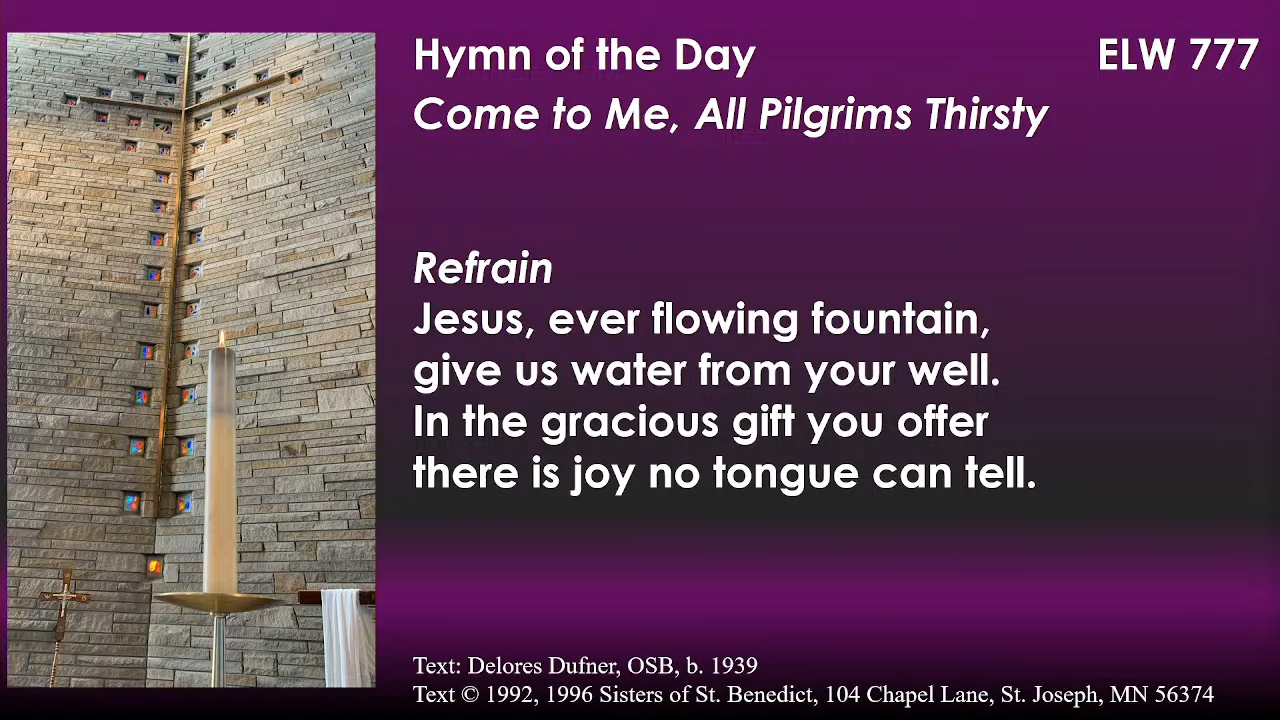 Hymn of the Day ELW 777
Come to Me, All Pilgrims Thirsty
Refrain
Jesus, ever flowing fountain,
give us water from your well.
In the gracious gift you offer
there is joy no tongue can tell.
Text: Delores Dufner, OSB, b. 1939
Text © 1992, 1996 Sisters of St. Benedict, 104 Chapel Lane, St. Joseph, MN 56374